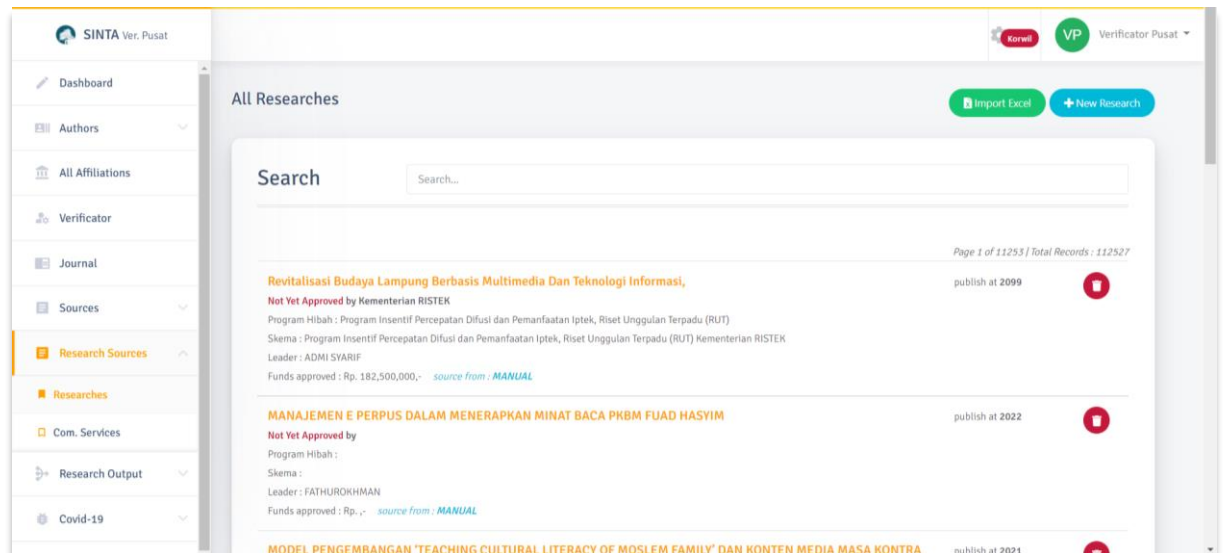 SINTA Ver. Pusat
Korwil
VP
Verificator Pusat
Dashboard
Authors
All Affiliations
Verificator
Journal
Sources
Research Sources
Researches
Com. Services
Research Output
Covid-19
All Researches
Import Excel
+ New Research
Search
Search...
Page 1 of 11253 | Total Records : 112527
Revitalisasi Budaya Lampung Berbasis Multimedia Dan Teknologi Informasi,
publish at 2099
Not Yet Approved by Kementerian RISTEK
Program Hibah : Program Insentif Percepatan Difusi dan Pemanfaatan Iptek, Riset Unggulan Terpadu (RUT)
Skema : Program Insentif Percepatan Difusi dan Pemanfaatan Iptek, Riset Unggulan Terpadu (RUT) Kementerian RISTEK
Leader : ADMI SYARIF
Funds approved : Rp. 182,500,000,- source from : MANUAL
MANAJEMEN E PERPUS DALAM MENERAPKAN MINAT BACA PKBM FUAD HASYIM
publish at 2022
Not Yet Approved by
Program Hibah :
Skema :
Leader : FATHUROKHMAN
Funds approved : Rp. ,- source from : MANUAL
MODEL PENGEMBANGAN 'TEACHING CULTURAL LITERACY OF MOSLEM FAMILY' DAN KONTEN MEDIA MASA KONTRA
publish at 2021